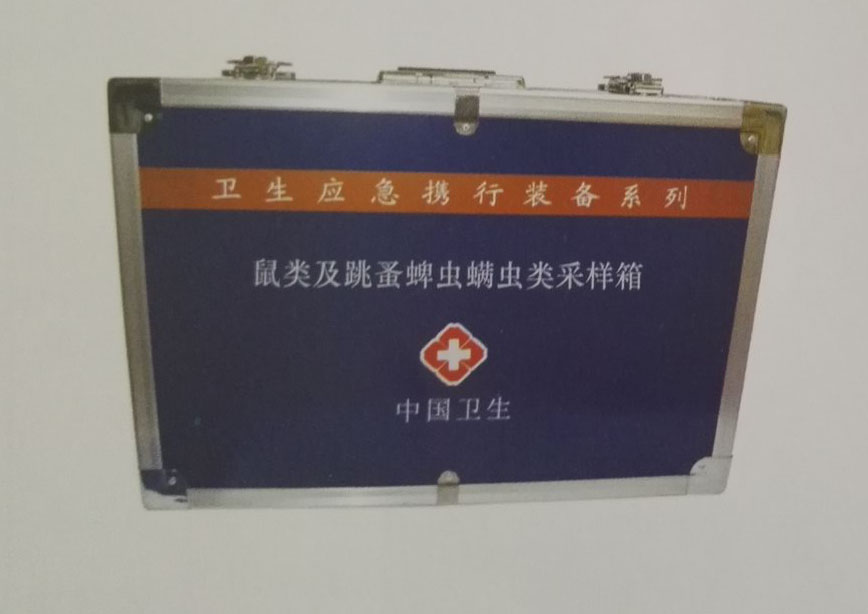 卫生应急携行装备系列
鼠类及跳蚤蜱虫螨虫类采样箱
中国卫生